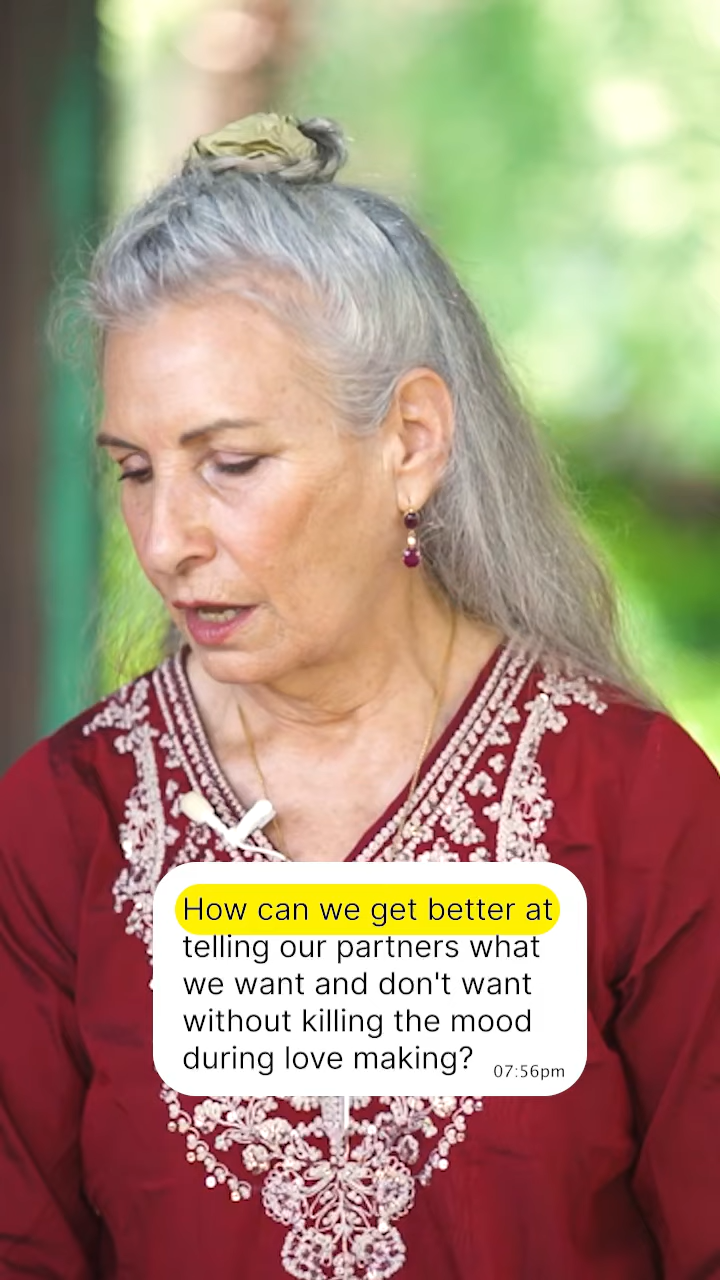 How can we get better at
telling our partners what
we want and don't want
without killing the mood
during love making?
07:56pm